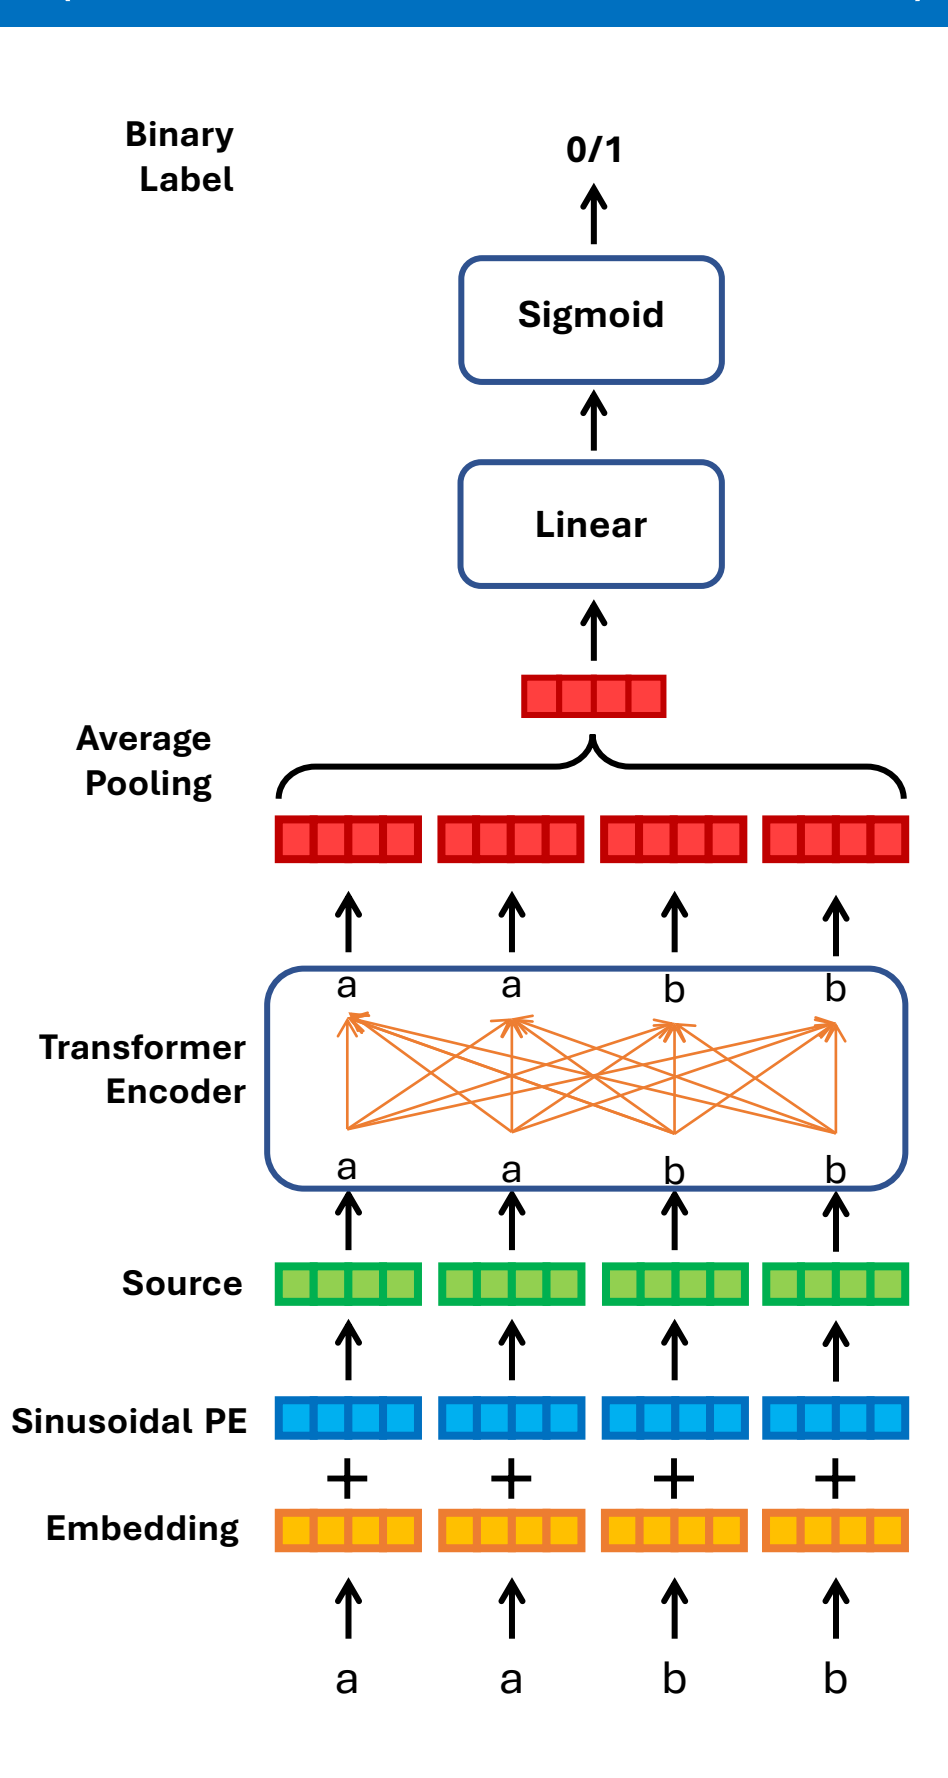 Binary
Label
0/1
Sigmoid
Linear
Average
Pooling
a a b b
Transformer
Encoder
a a b b
Source
Sinusoidal PE
+ + + +
Embedding
a a b b